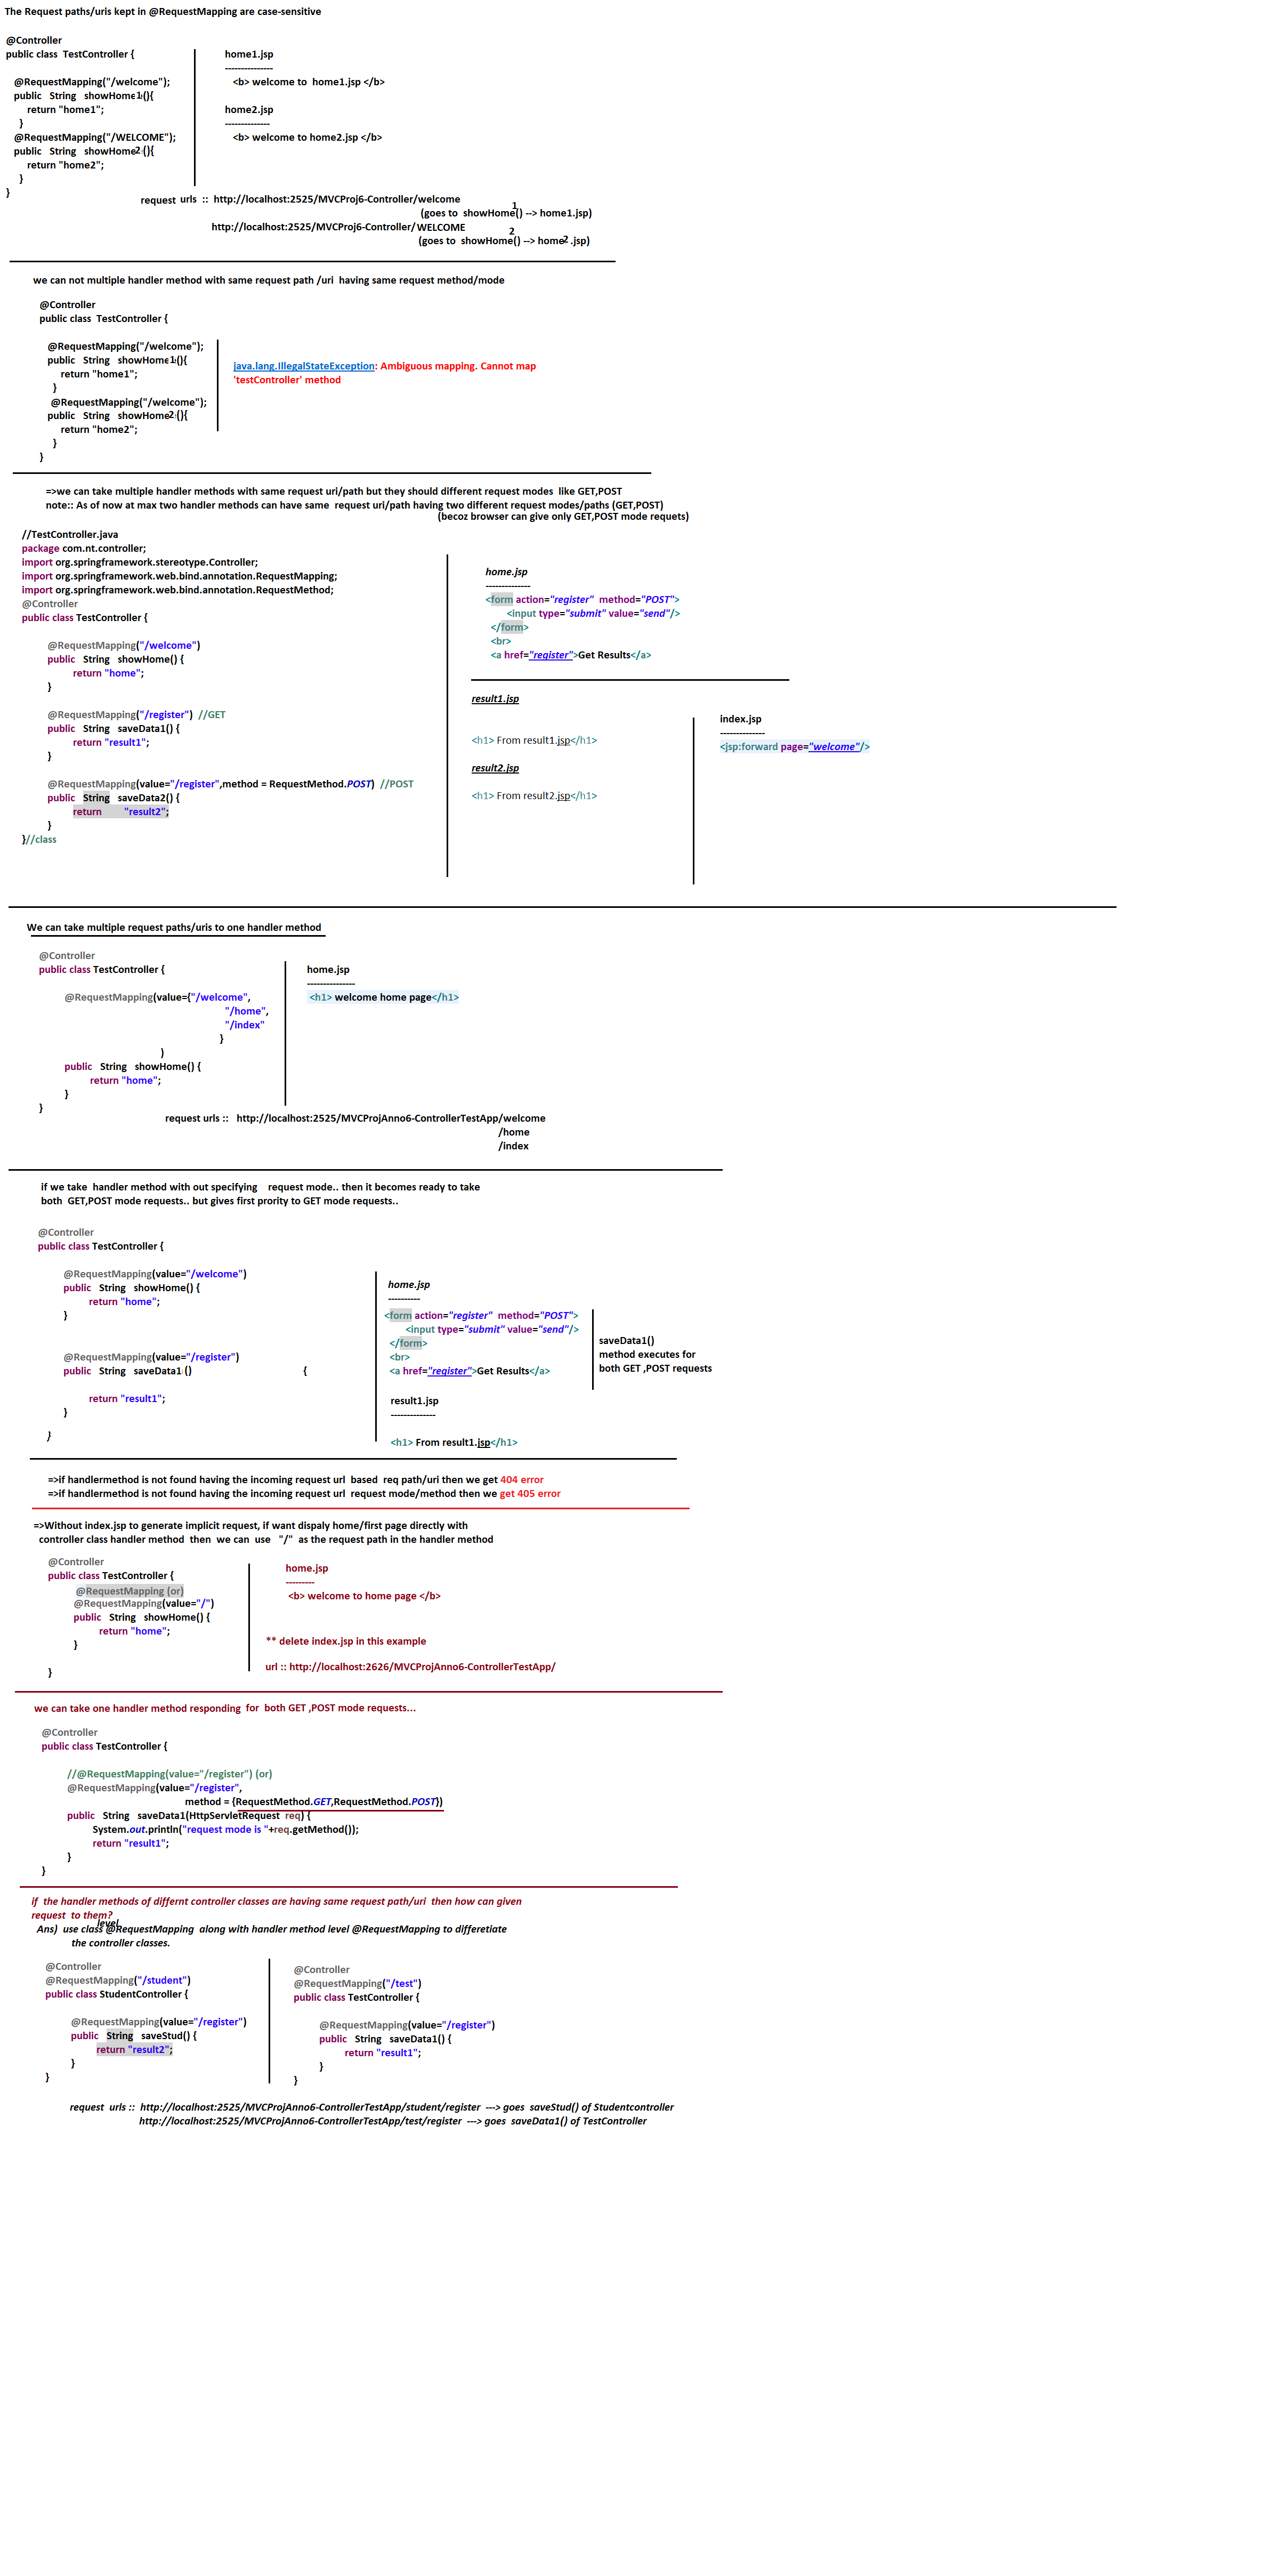 The Request paths/uris kept in @RequestMapping are case-sensitive
@Controller
public class  TestController {
@RequestMapping("/welcome");
public   String   showHome1(){
return "home1";
}
@RequestMapping("/WELCOME");
public   String   showHome2(){
return "home2";
}
}
home1.jsp
---------------
<b> welcome to  home1.jsp </b>
home2.jsp
--------------
<b> welcome to home2.jsp </b>
request  urls  ::  http://localhost:2525/MVCProj6-Controller/welcome
(goes to  showHome1() --> home1.jsp)
http://localhost:2525/MVCProj6-Controller/WELCOME
(goes to  showHome2() --> home2 .jsp)
we can not multiple handler method with same request path /uri  having same request method/mode
@Controller
public class  TestController {
@RequestMapping("/welcome");
public   String   showHome1(){
return "home1";
}
@RequestMapping("/welcome");
public   String   showHome2(){
return "home2";
}
}
java.lang.IllegalStateException: Ambiguous mapping. Cannot map
'testController' method
=>we can take multiple handler methods with same request uri/path but they should different request modes  like GET,POST
note:: As of now at max two handler methods can have same  request uri/path having two different request modes/paths (GET,POST)
(becoz browser can give only GET,POST mode requets)
//TestController.java
package com.nt.controller;
import org.springframework.stereotype.Controller;
import org.springframework.web.bind.annotation.RequestMapping;
import org.springframework.web.bind.annotation.RequestMethod;
@Controller
public class TestController {
@RequestMapping("/welcome")
public   String   showHome() {
return "home";
}
@RequestMapping("/register")  //GET
public   String   saveData1() {
return "result1";
}
@RequestMapping(value="/register",method = RequestMethod.POST)  //POST
public   String   saveData2() {
return        "result2";
}
}//class
home.jsp
--------------
<form action="register"  method="POST">
<input type="submit" value="send"/>
</form>
<br>
<a href="register">Get Results</a>
result1.jsp
<h1> From result1.jsp</h1>
result2.jsp
<h1> From result2.jsp</h1>
index.jsp
--------------
<jsp:forward page="welcome"/>
We can take multiple request paths/uris to one handler method
@Controller
public class TestController {
@RequestMapping(value={"/welcome",
"/home",
"/index"
}
)
public   String   showHome() {
return "home";
}
}
home.jsp
---------------
<h1> welcome home page</h1>
request urls ::   http://localhost:2525/MVCProjAnno6-ControllerTestApp/welcome
/home
/index
if we take  handler method with out specifying    request mode.. then it becomes ready to take
both  GET,POST mode requests.. but gives first prority to GET mode requests..
@Controller
public class TestController {
@RequestMapping(value="/welcome")
public   String   showHome() {
return "home";
}
@RequestMapping(value="/register")
public   String   saveData1 ()                    {
return "result1";
}
}
home.jsp
----------
<form action="register"  method="POST">
<input type="submit" value="send"/>
</form>
<br>
<a href="register">Get Results</a>
result1.jsp
--------------
<h1> From result1.jsp</h1>
saveData1()
method executes for
both GET ,POST requests
=>if handlermethod is not found having the incoming request url  based  req path/uri then we get 404 error
=>if handlermethod is not found having the incoming request url  request mode/method then we get 405 error
=>Without index.jsp to generate implicit request, if want dispaly home/first page directly with
controller class handler method  then  we can  use   "/"  as the request path in the handler method
@Controller
public class TestController {
@RequestMapping (or)
@RequestMapping(value="/")
public   String   showHome() {
return "home";
}
}
home.jsp
---------
<b> welcome to home page </b>
** delete index.jsp in this example
url :: http://localhost:2626/MVCProjAnno6-ControllerTestApp/
we can take one handler method responding  for  both GET ,POST mode requests...
@Controller
public class TestController {
//@RequestMapping(value="/register") (or)
@RequestMapping(value="/register",
method = {RequestMethod.GET,RequestMethod.POST})
public   String   saveData1(HttpServletRequest  req) {
System.out.println("request mode is "+req.getMethod());
return "result1";
}
}
if  the handler methods of differnt controller classes are having same request path/uri  then how can given
request  to them?
level
Ans)  use class @RequestMapping  along with handler method level @RequestMapping to differetiate
the controller classes.
@Controller
@RequestMapping("/student")
public class StudentController {
@RequestMapping(value="/register")
public   String   saveStud() {
return "result2";
}
}
@Controller
@RequestMapping("/test")
public class TestController {
@RequestMapping(value="/register")
public   String   saveData1() {
return "result1";
}
}
request  urls ::  http://localhost:2525/MVCProjAnno6-ControllerTestApp/student/register  ---> goes  saveStud() of Studentcontroller
http://localhost:2525/MVCProjAnno6-ControllerTestApp/test/register  ---> goes  saveData1() of TestController